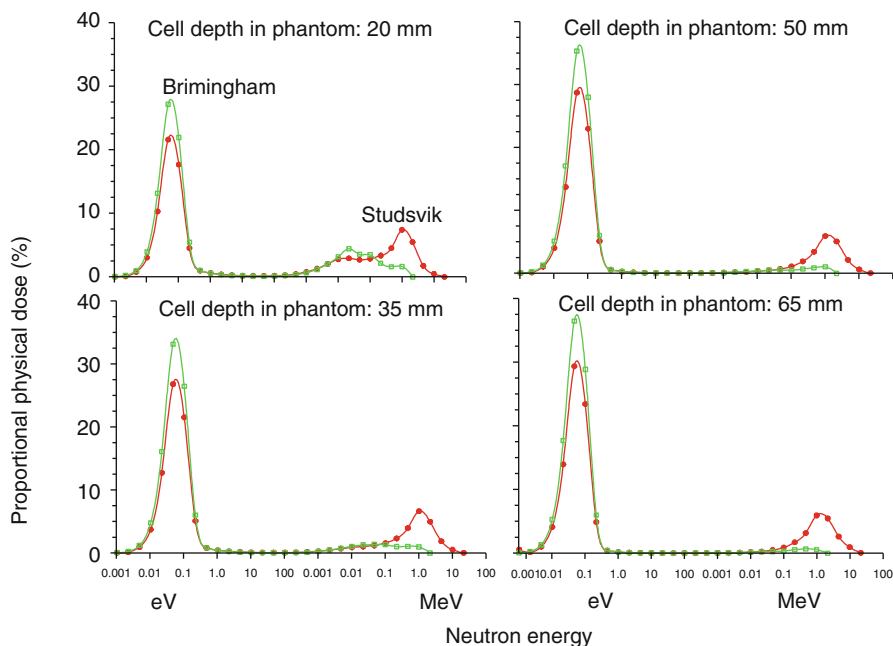 Proportional physical dose (%)
40
30
20
10
0
Cell depth in phantom: 20 mm
Brimingham
Studsvik
Cell depth in phantom: 50 mm
40
30
20
10
0
Cell depth in phantom: 35 mm
0.001 0.01 0.1 1.0 10 100 0.001 0.01 0.1 1.0 10 100
eV MeV
Cell depth in phantom: 65 mm
0.0010.01 0.1 1.0 10 100 0.01 0.1 1.0 10 100
eV MeV
Neutron energy